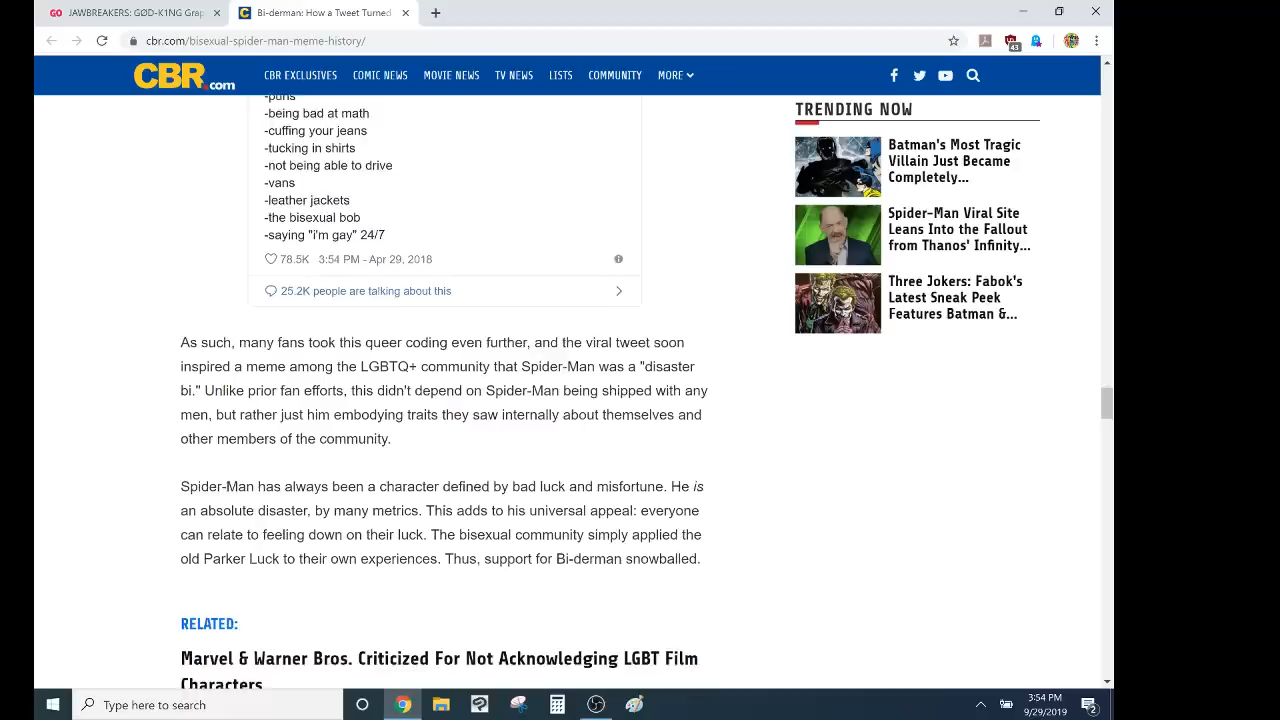 JAWBREAKERS: GØD-K1NG Grap
Bi-derman: How a Tweet Turned
cbr.com/bisexual-spider-man-meme-history/
43
CBR.com
CBR EXCLUSIVES COMIC NEWS MOVIE NEWS TV NEWS LISTS COMMUNITY MORE
-puns
-being bad at math
-cuffing your jeans
-tucking in shirts
-not being able to drive
-vans
-leather jackets
-the bisexual bob
-saying "i'm gay" 24/7
78.5K 3:54 PM - Apr 29, 2018
25.2K people are talking about this
As such, many fans took this queer coding even further, and the viral tweet soon
inspired a meme among the LGBTQ+ community that Spider-Man was a "disaster
bi." Unlike prior fan efforts, this didn't depend on Spider-Man being shipped with any
men, but rather just him embodying traits they saw internally about themselves and
other members of the community.
Spider-Man has always been a character defined by bad luck and misfortune. He is
an absolute disaster, by many metrics. This adds to his universal appeal: everyone
can relate to feeling down on their luck. The bisexual community simply applied the
old Parker Luck to their own experiences. Thus, support for Bi-derman snowballed.
RELATED:
Marvel & Warner Bros. Criticized For Not Acknowledging LGBT Film
Characters
TRENDING NOW
Batman's Most Tragic
Villain Just Became
Completely...
Spider-Man Viral Site
Leans Into the Fallout
from Thanos' Infinity...
Three Jokers: Fabok's
Latest Sneak Peek
Features Batman &...
Type here to search
3:54 PM
9/29/2019
2